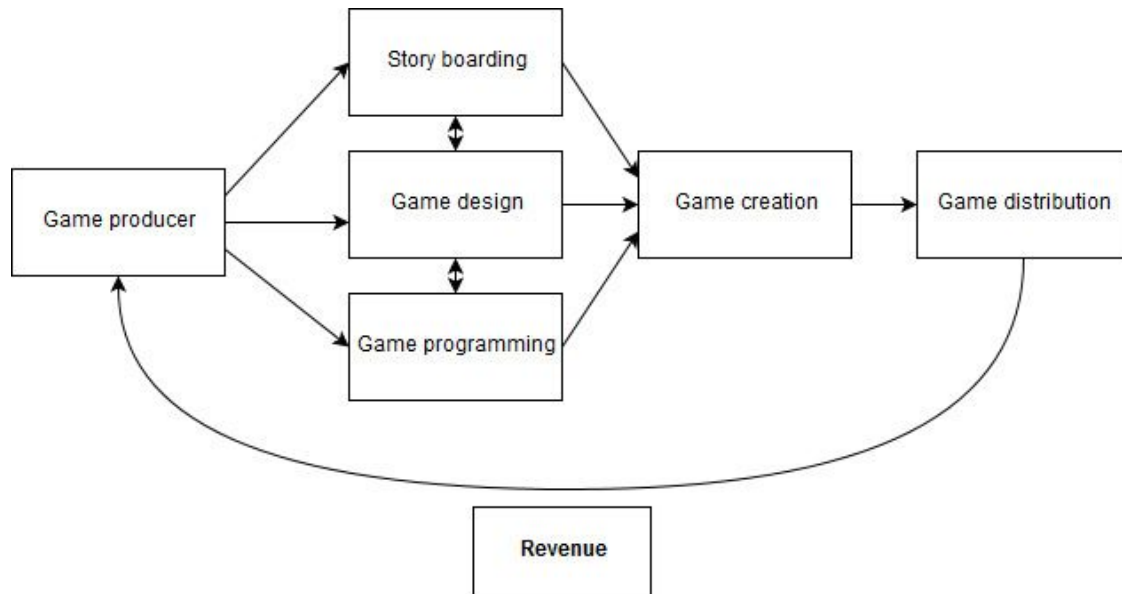 Story boarding
Game producer
Game design
Game creation
Game distribution
Game programming
Revenue